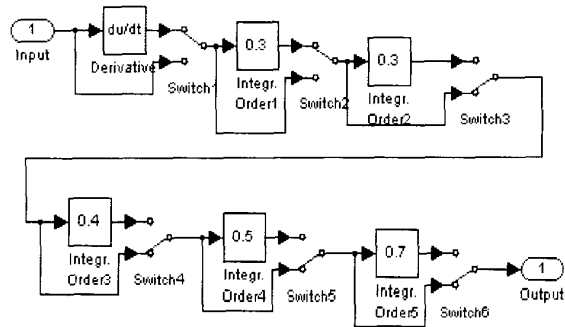 1
Input
du/dt
Derivative
Switch1
0.3
Integr.
Order1
Switch2
0.3
Integr.
Order2
Switch3
0.4
Integr.
Order3
Switch4
0.5
Integr.
Order4
Switch5
0.7
Integr.
Order5
Switch6
1
Output